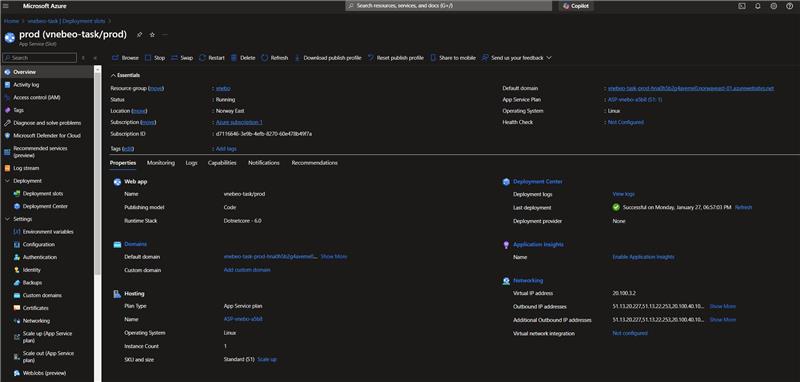 Microsoft Azure
Search resources, services, and docs (G+/)
Copilot
Home > vnebeo-task | Deployment slots >
prod (vnebeo-task/prod)
App Service (Slot)
Search
Browse Stop Swap Restart Delete Refresh Download publish profile Reset publish profile Share to mobile Send us your feedback
Overview
Activity log
Access control (IAM)
Tags
Diagnose and solve problems
Microsoft Defender for Cloud
Recommended services (preview)
Log stream
Deployment
Deployment slots
Deployment Center
Settings
Environment variables
Configuration
Authentication
Identity
Backups
Custom domains
Certificates
Networking
Scale up (App Service plan)
Scale out (App Service plan)
WebJobs (preview)
Essentials
Resource group (move) : vnebo
Status : Running
Location (move) : Norway East
Subscription (move) : Azure subscription 1
Subscription ID : d7116646-3e9b-4efb-8270-60e478b49f7a
Tags (edit) : Add tags
Default domain : vnebeo-task-prod-hna0h5b2g4aveme0.norwayeast-01.azurewebsites.net
App Service Plan : ASP-vnebo-a5b8 (S1: 1)
Operating System : Linux
Health Check : Not Configured
Properties Monitoring Logs Capabilities Notifications Recommendations
Web app
Name vnebeo-task/prod
Publishing model Code
Runtime Stack Dotnetcore - 6.0
Domains
Default domain vnebeo-task-prod-hna0h5b2g4aveme0... Show More
Custom domain Add custom domain
Hosting
Plan Type App Service plan
Name ASP-vnebo-a5b8
Operating System Linux
Instance Count 1
SKU and size Standard (S1) Scale up
Deployment Center
Deployment logs View logs
Last deployment Successful on Monday, January 27, 06:57:03 PM Refresh
Deployment provider None
Application Insights
Name Enable Application Insights
Networking
Virtual IP address 20.100.3.2
Outbound IP addresses 51.13.20.227,51.13.22.253,20.100.40.10... Show More
Additional Outbound IP addresses 51.13.20.227,51.13.22.253,20.100.40.10... Show More
Virtual network integration Not configured